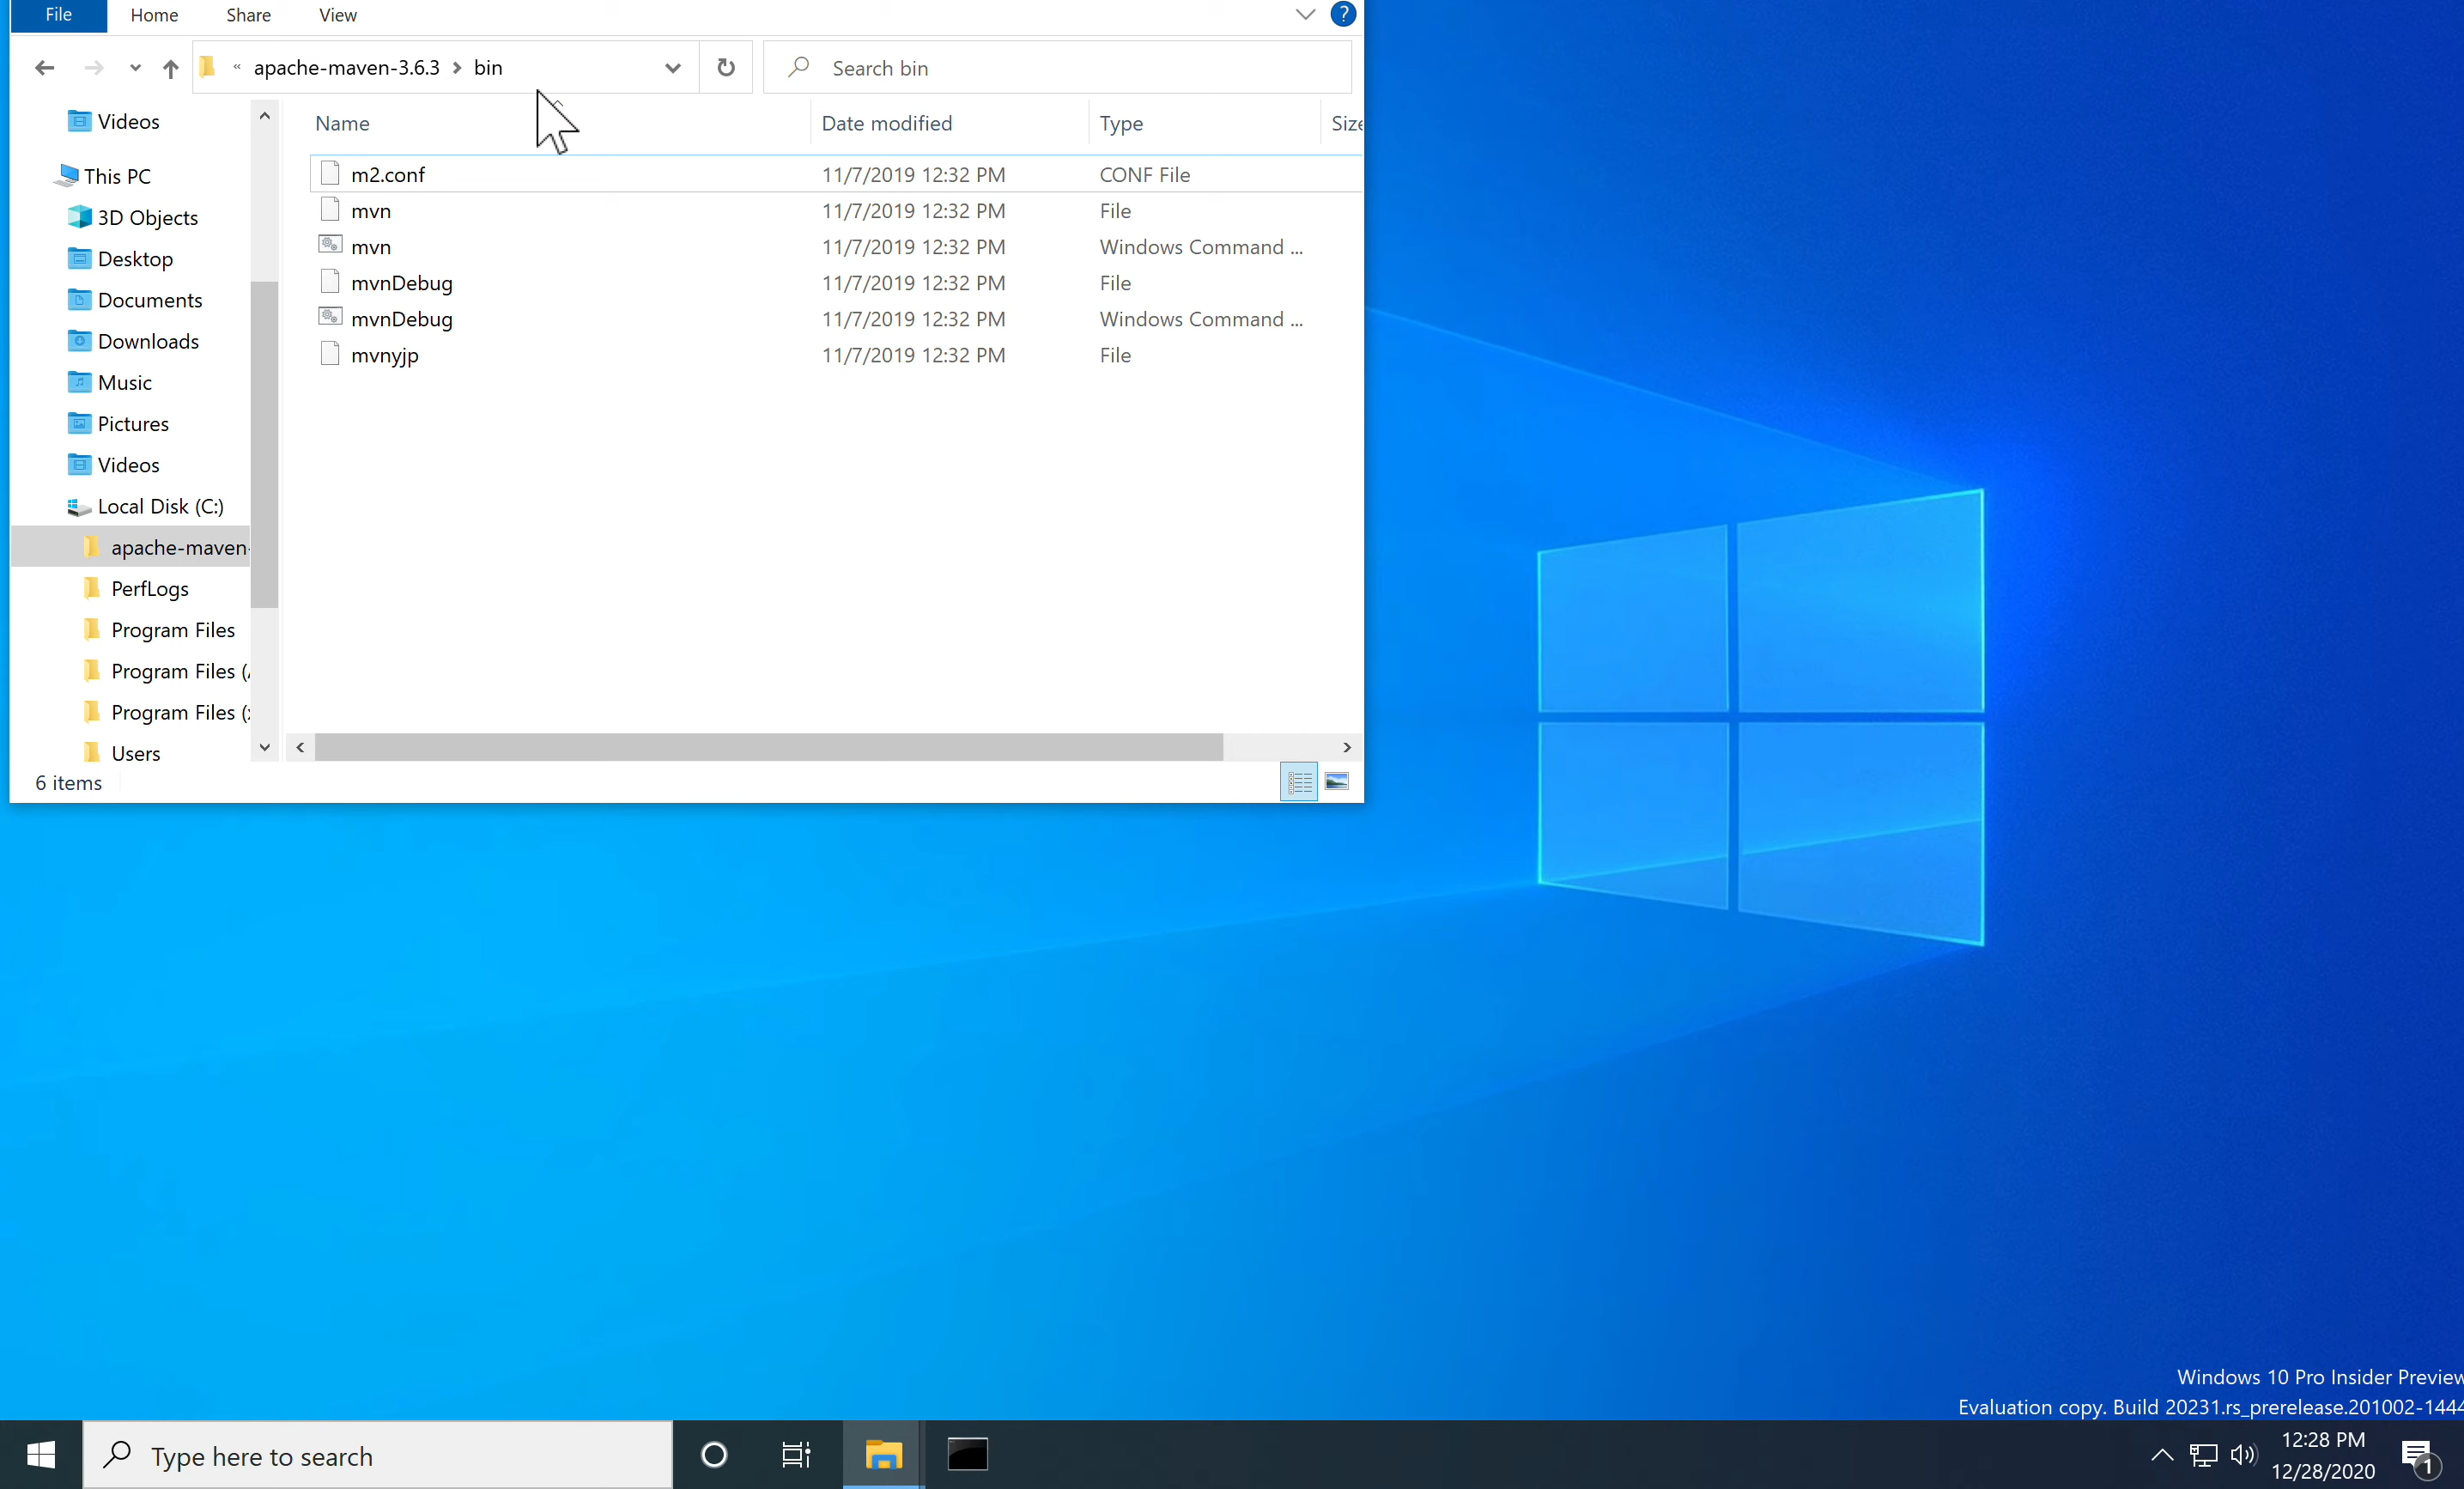 File Home Share View
« apache-maven-3.6.3 > bin
Search bin
Name Date modified Type Size
m2.conf 11/7/2019 12:32 PM CONF File
mvn 11/7/2019 12:32 PM File
mvn 11/7/2019 12:32 PM Windows Command ...
mvnDebug 11/7/2019 12:32 PM File
mvnDebug 11/7/2019 12:32 PM Windows Command ...
mvnyjp 11/7/2019 12:32 PM File
Videos
This PC
3D Objects
Desktop
Documents
Downloads
Music
Pictures
Videos
Local Disk (C:)
apache-maven-
PerfLogs
Program Files
Program Files (
Program Files (
Users
6 items
Windows 10 Pro Insider Preview
Evaluation copy. Build 20231.rs_prerelease.201002-1444
Type here to search
12:28 PM
12/28/2020
1